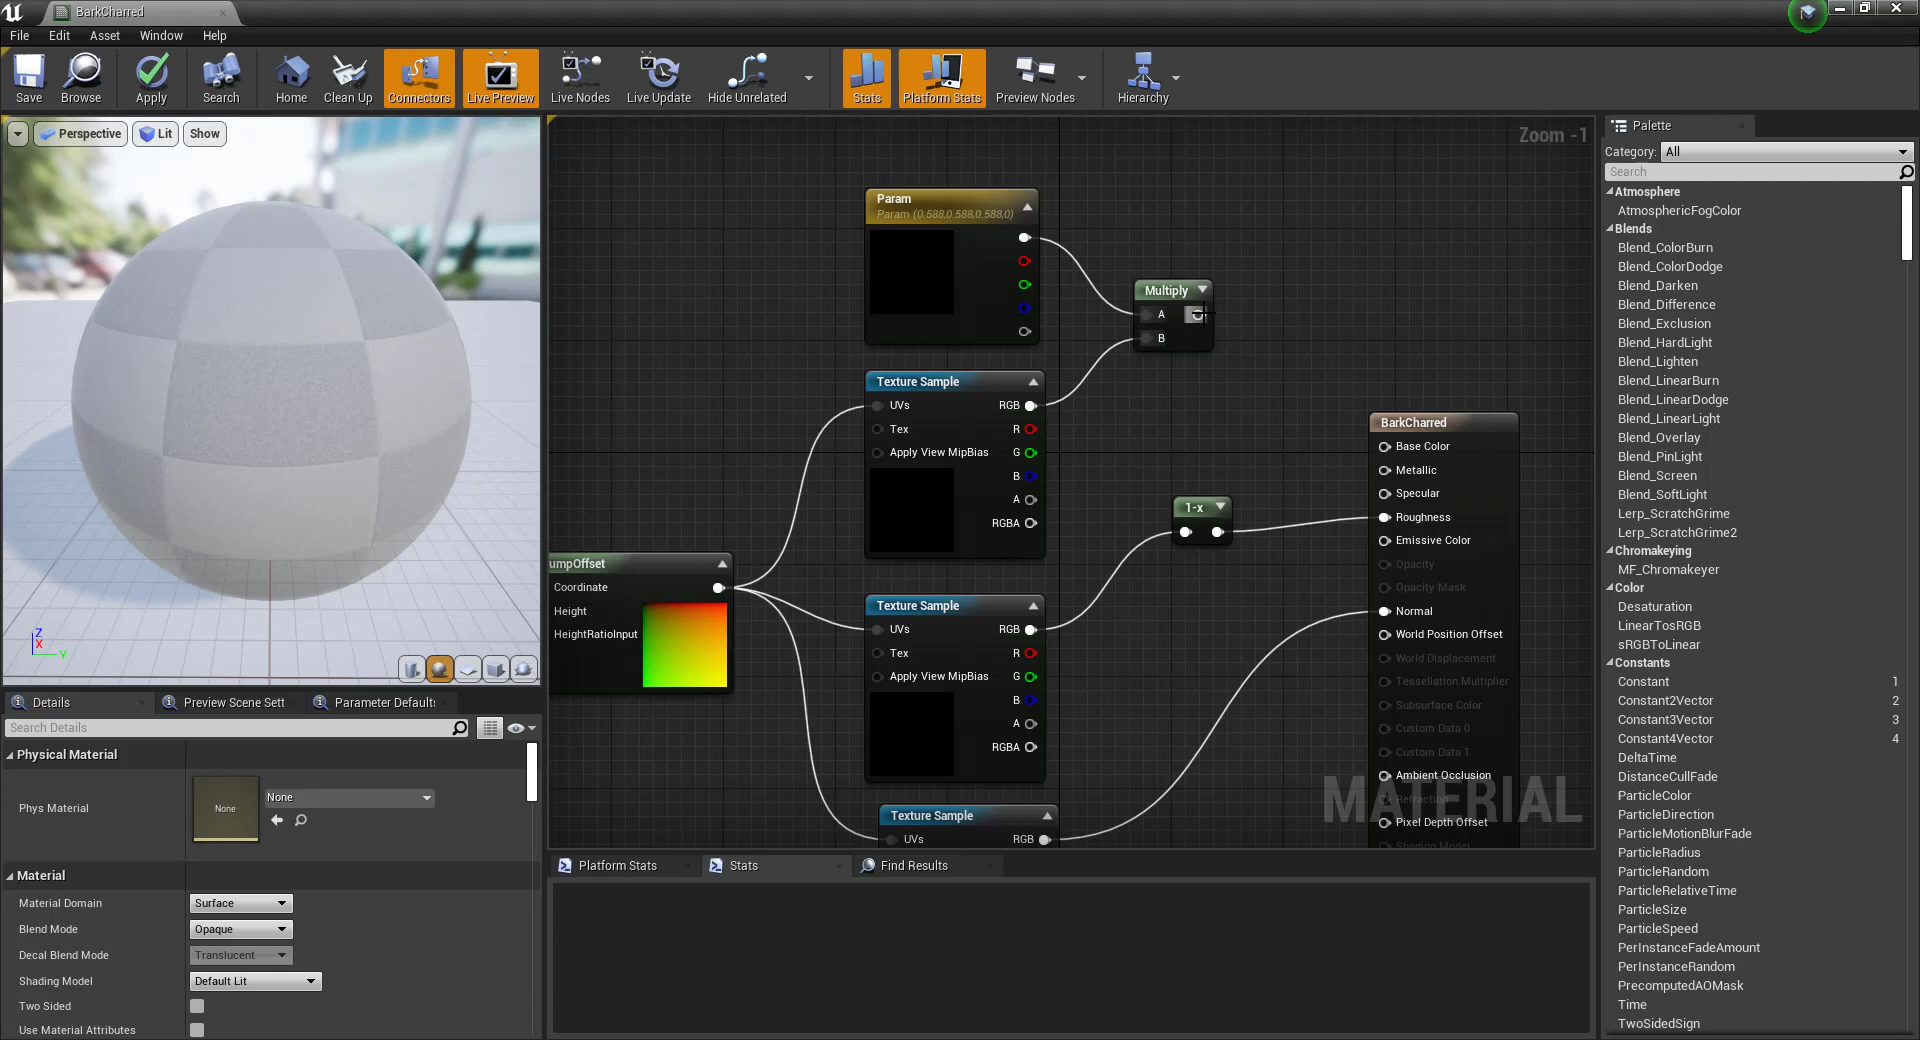 BarkCharred
File Edit Asset Window Help
Save Browse Apply Search Home Clean Up Connectors Live Preview Live Nodes Live Update Hide Unrelated Stats Platform Stats Preview Nodes Hierarchy
Perspective Lit Show
Z
X
Y
Zoom -1
Param
Param (0.588,0.588,0.588,0)
Multiply
A
B
Texture Sample
UVs RGB
Tex R
Apply View MipBias G
B
A
RGBA
umpOffset
Coordinate
Height
HeightRatioInput
Texture Sample
UVs RGB
Tex R
Apply View MipBias G
B
A
RGBA
Texture Sample
UVs RGB
1-x
BarkCharred
Base Color
Metallic
Specular
Roughness
Emissive Color
Opacity
Opacity Mask
Normal
World Position Offset
World Displacement
Tessellation Multiplier
Subsurface Color
Custom Data 0
Custom Data 1
Ambient Occlusion
Refraction
Pixel Depth Offset
Shading Model
MATERIAL
Details Preview Scene Sett Parameter Default
Search Details
Physical Material
Phys Material None None
Material
Material Domain Surface
Blend Mode Opaque
Decal Blend Mode Translucent
Shading Model Default Lit
Two Sided
Use Material Attributes
Platform Stats Stats Find Results
Palette
Category: All
Search
Atmosphere
AtmosphericFogColor
Blends
Blend_ColorBurn
Blend_ColorDodge
Blend_Darken
Blend_Difference
Blend_Exclusion
Blend_HardLight
Blend_Lighten
Blend_LinearBurn
Blend_LinearDodge
Blend_LinearLight
Blend_Overlay
Blend_PinLight
Blend_Screen
Blend_SoftLight
Lerp_ScratchGrime
Lerp_ScratchGrime2
Chromakeying
MF_Chromakeyer
Color
Desaturation
LinearTosRGB
sRGBToLinear
Constants
Constant 1
Constant2Vector 2
Constant3Vector 3
Constant4Vector 4
DeltaTime
DistanceCullFade
ParticleColor
ParticleDirection
ParticleMotionBlurFade
ParticleRadius
ParticleRandom
ParticleRelativeTime
ParticleSize
ParticleSpeed
PerInstanceFadeAmount
PerInstanceRandom
PrecomputedAOMask
Time
TwoSidedSign